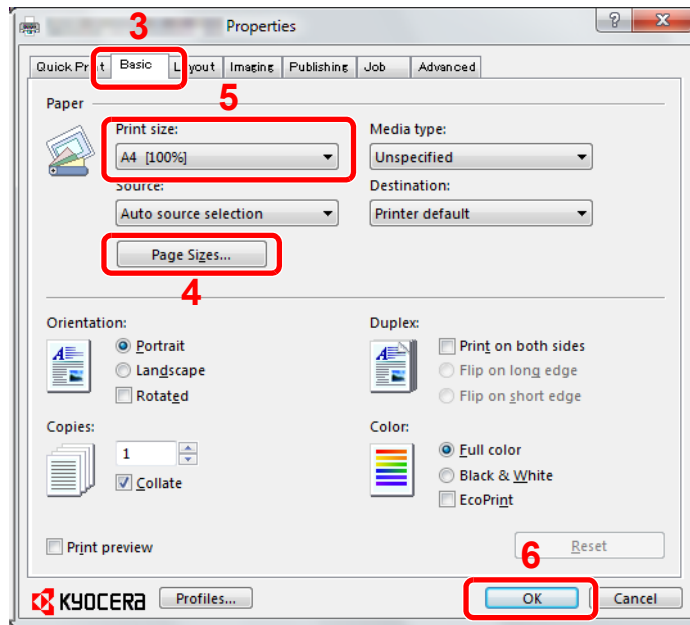 3
Properties
Quick Pr t Basic L yout Imaging Publishing Job Advanced
Paper
5
Print size: Media type:
A4 [100%] Unspecified
Source: Destination:
Auto source selection Printer default
Page Sizes...
4
Orientation: Duplex:
Portrait Print on both sides
Landscape Flip on long edge
Rotated Flip on short edge
Copies: Color:
1 Full color
Collate Black & White
EcoPrint
Print preview 6 Reset
KYOCERA Profiles... OK Cancel